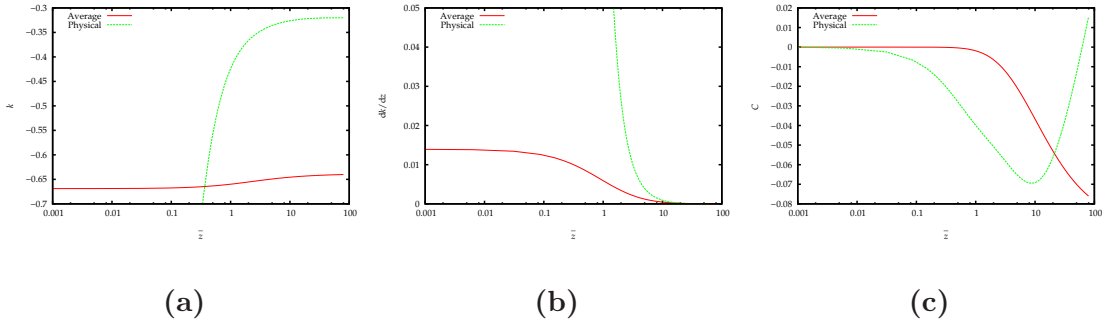 Average
Physical
-0.3
-0.35
-0.4
-0.45
-0.5
-0.55
-0.6
-0.65
-0.7
k
0.001 0.01 0.1 1 10 100
z̄
(a)
Average
Physical
0.05
0.04
0.03
0.02
0.01
0
dk/dz
0.001 0.01 0.1 1 10 100
z̄
(b)
Average
Physical
0.02
0.01
0
-0.01
-0.02
-0.03
-0.04
-0.05
-0.06
-0.07
-0.08
C
0.001 0.01 0.1 1 10 100
z̄
(c)